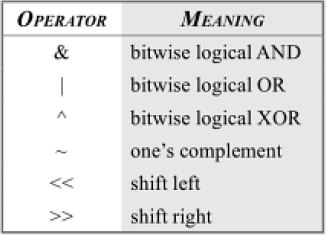 OPERATOR MEANING
& bitwise logical AND
| bitwise logical OR
^ bitwise logical XOR
~ one's complement
<< shift left
>> shift right